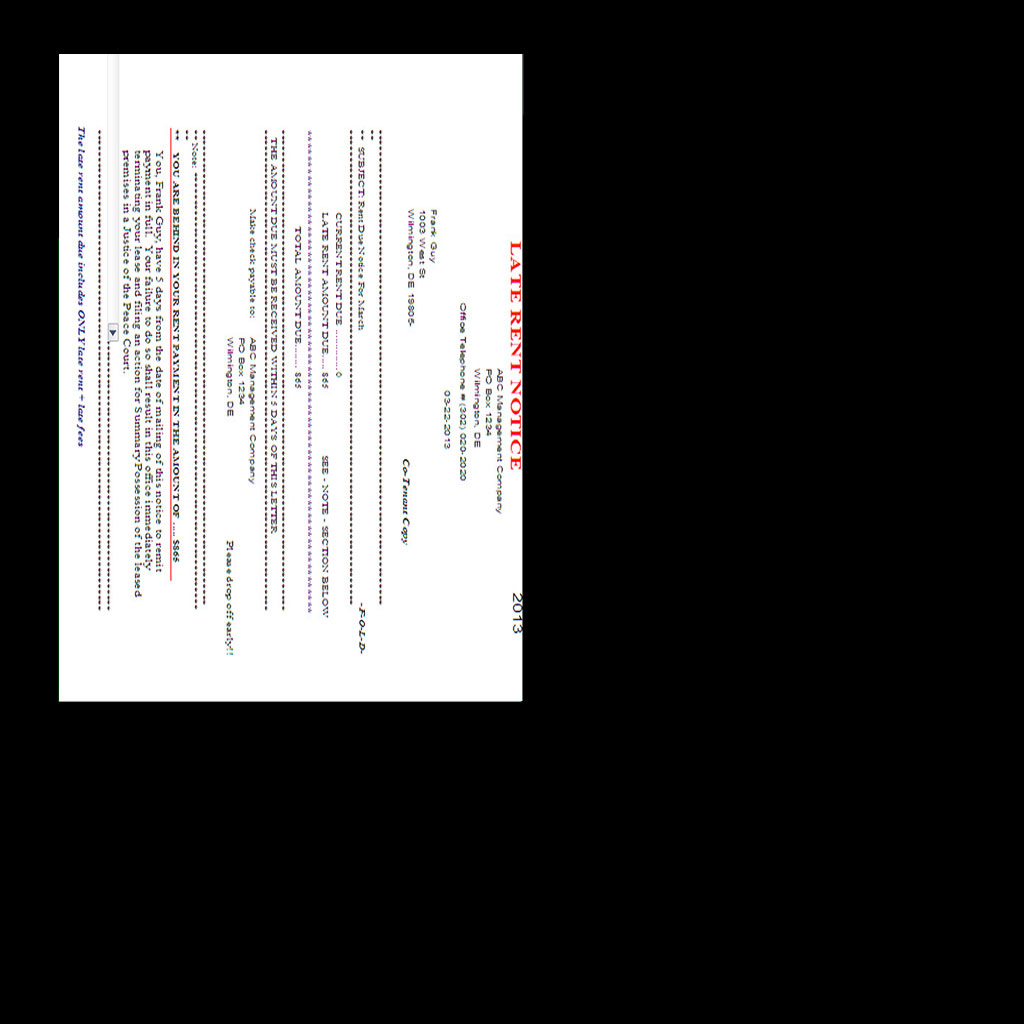 LATE RENT NOTICE 2013
ABC Management Company
PO Box 1234
Wilmington, DE
Office Telephone # (302) 020-2020
03-22-2013
Frank Guy
1003 West St
Wilmington, DE 19805-
Co-Tenant Copy
** SUBJECT: Rent Due Notice For March
-F-O-L-D-
CURRENT RENT DUE ............. 0
LATE RENT AMOUNT DUE..... $65 SEE - NOTE - SECTION BELOW
TOTAL AMOUNT DUE........ $65
THE AMOUNT DUE MUST BE RECEIVED WITHIN 5 DAYS OF THIS LETTER
Make check payable to: ABC Management Company
PO Box 1234
Wilmington, DE Please drop off early!!
** Note:
** YOU ARE BEHIND IN YOUR RENT PAYMENT IN THE AMOUNT OF ..... $865
You, Frank Guy, have 5 days from the date of mailing of this notice to remit
payment in full. Your failure to do so shall result in this office immediately
terminating your lease and filing an action for Summary Possession of the leased
premises in a Justice of the Peace Court.
The late rent amount due includes ONLY late rent + late fees